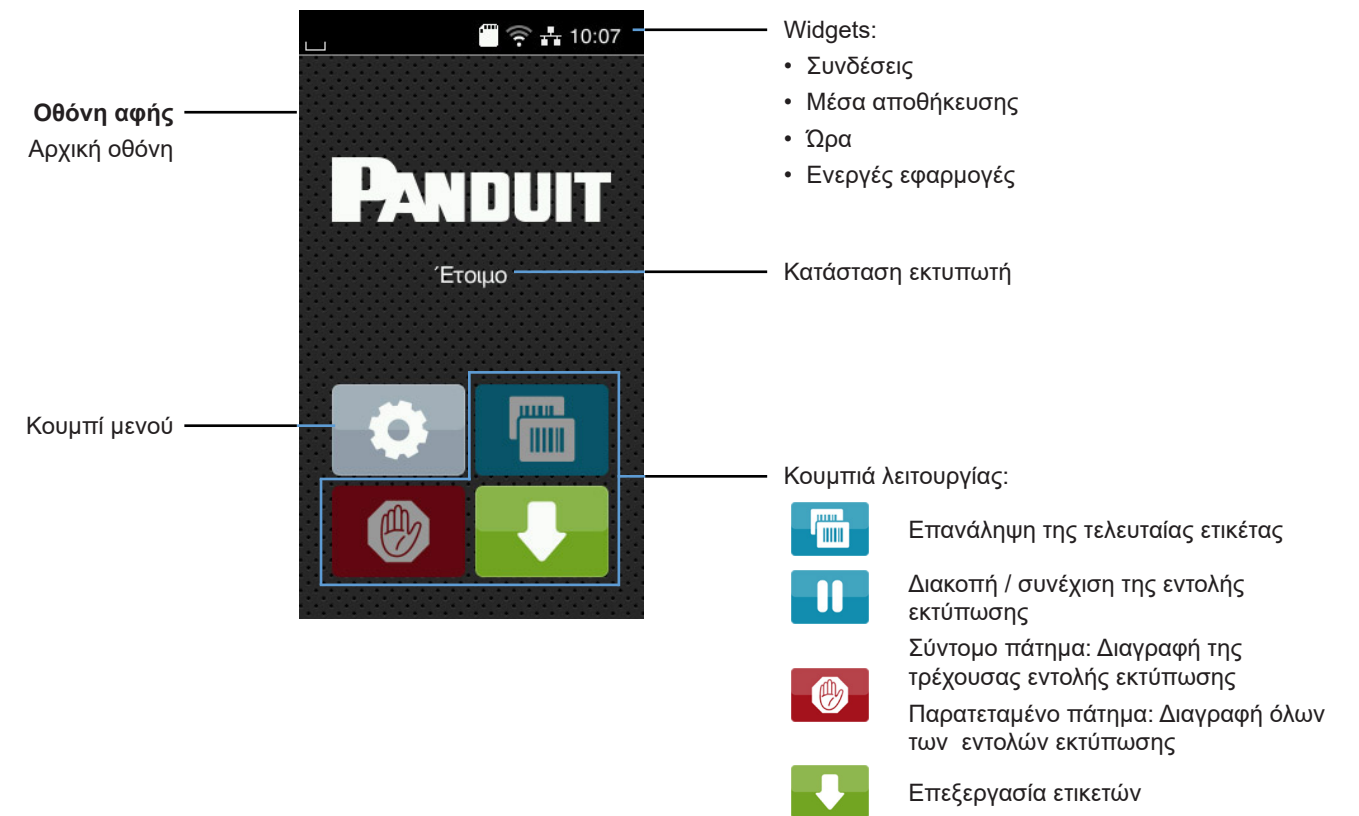 10:07
Οθόνη αφής
Αρχική οθόνη
PANDUIT
Έτοιμο
Κουμπί μενού
Widgets:
• Συνδέσεις
• Μέσα αποθήκευσης
• Ώρα
• Ενεργές εφαρμογές
Κατάσταση εκτυπωτή
Κουμπιά λειτουργίας:
Επανάληψη της τελευταίας ετικέτας
Διακοπή / συνέχιση της εντολής
εκτύπωσης
Σύντομο πάτημα: Διαγραφή της
τρέχουσας εντολής εκτύπωσης
Παρατεταμένο πάτημα: Διαγραφή όλων
των εντολών εκτύπωσης
Επεξεργασία ετικετών